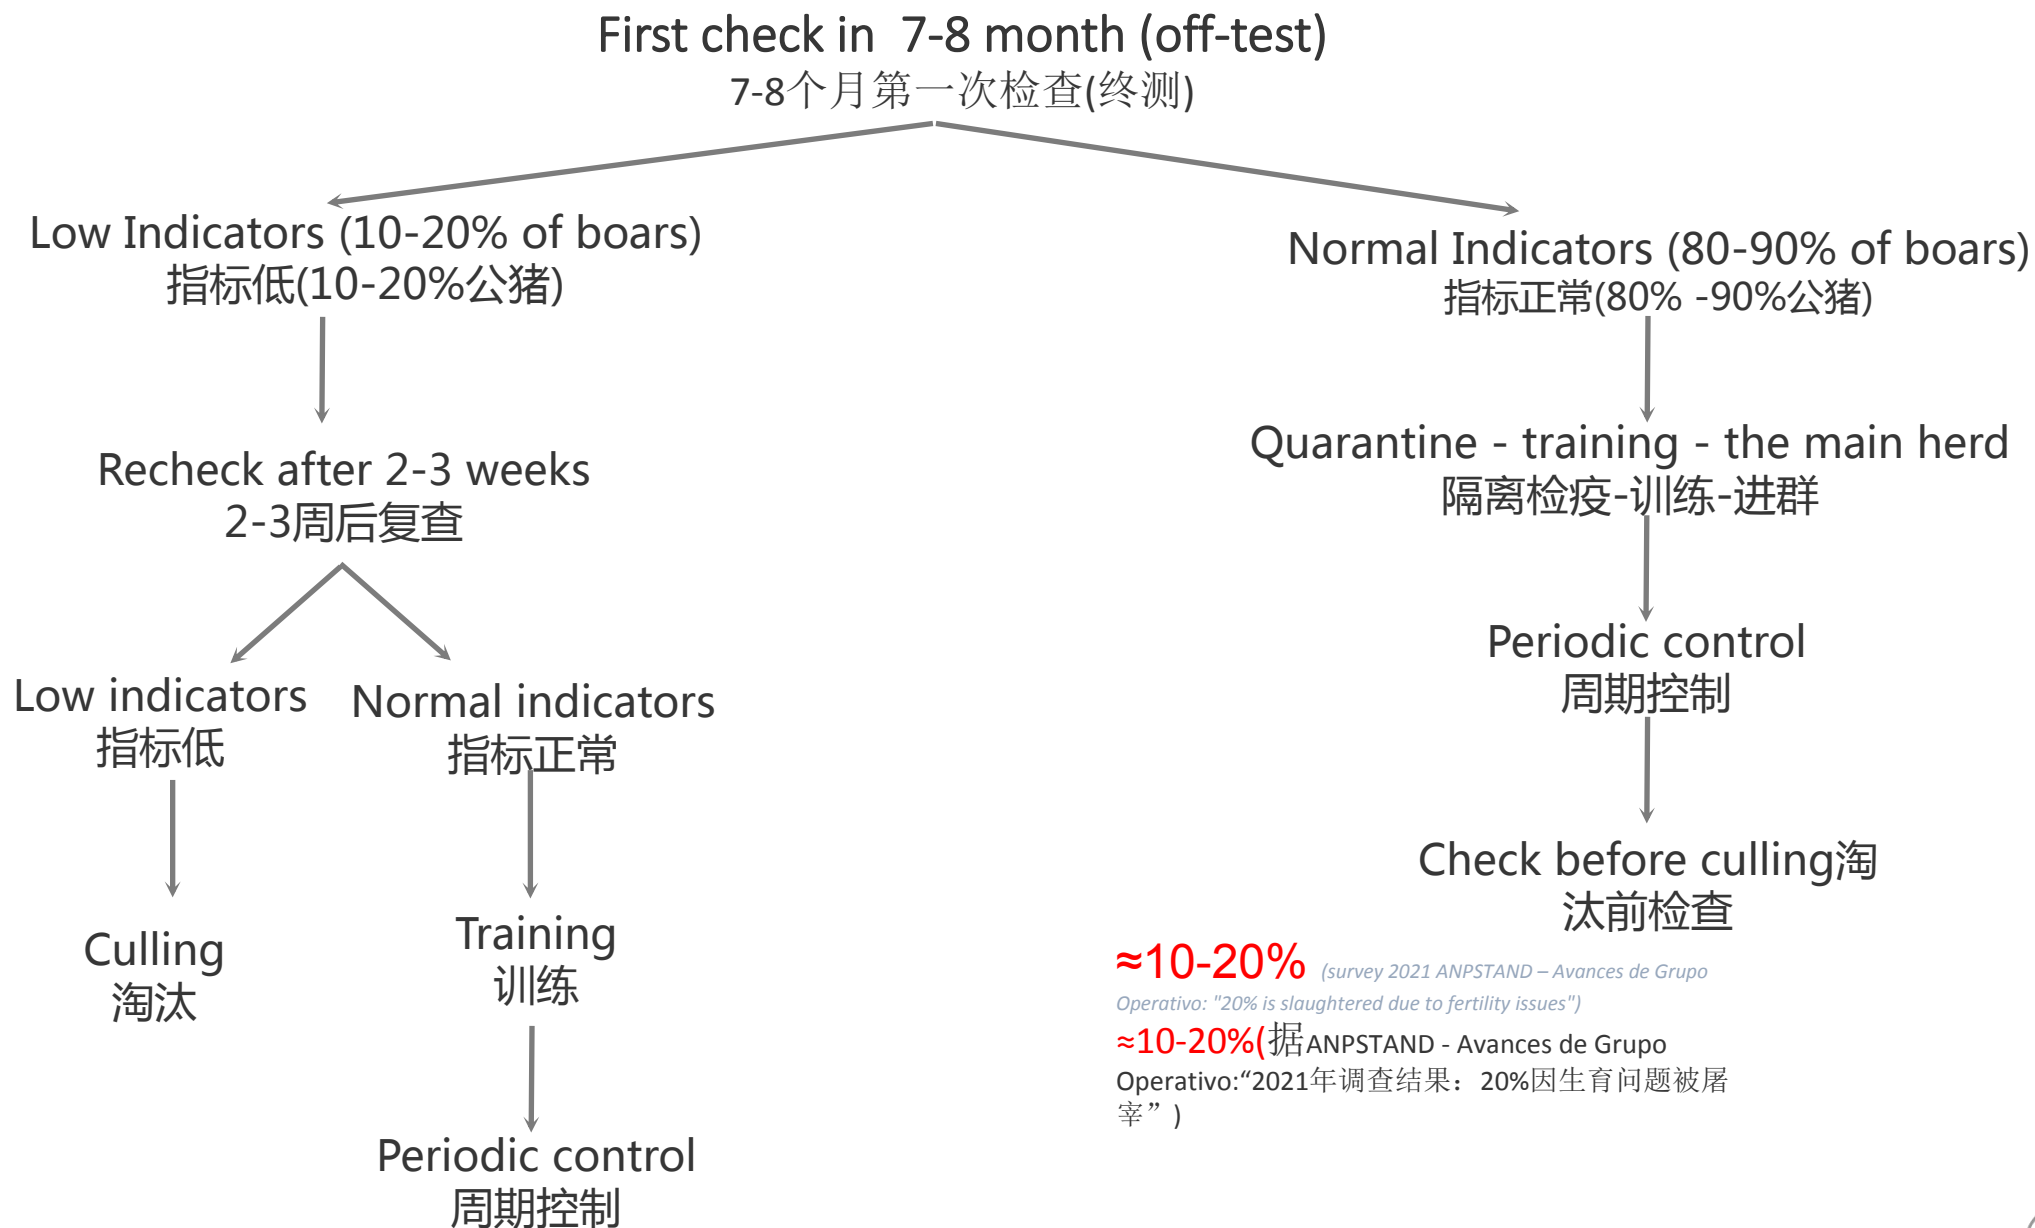 First check in  7-8 month (off-test)
7-8个月第一次检查(终测)
Low Indicators (10-20% of boars)
指标低(10-20%公猪)
Normal Indicators (80-90% of boars)
指标正常(80% -90%公猪)
Recheck after 2-3 weeks
2-3周后复查
Quarantine - training - the main herd
隔离检疫-训练-进群
Low indicators
指标低
Normal indicators
指标正常
Periodic control
周期控制
Culling
淘汰
Training
训练
Check before culling淘
汰前检查
Periodic control
周期控制
≈10-20% (survey 2021 ANPSTAND – Avances de Grupo
Operativo: "20% is slaughtered due to fertility issues")
≈10-20%(据ANPSTAND - Avances de Grupo
Operativo:“2021年调查结果：20%因生育问题被屠
宰”)